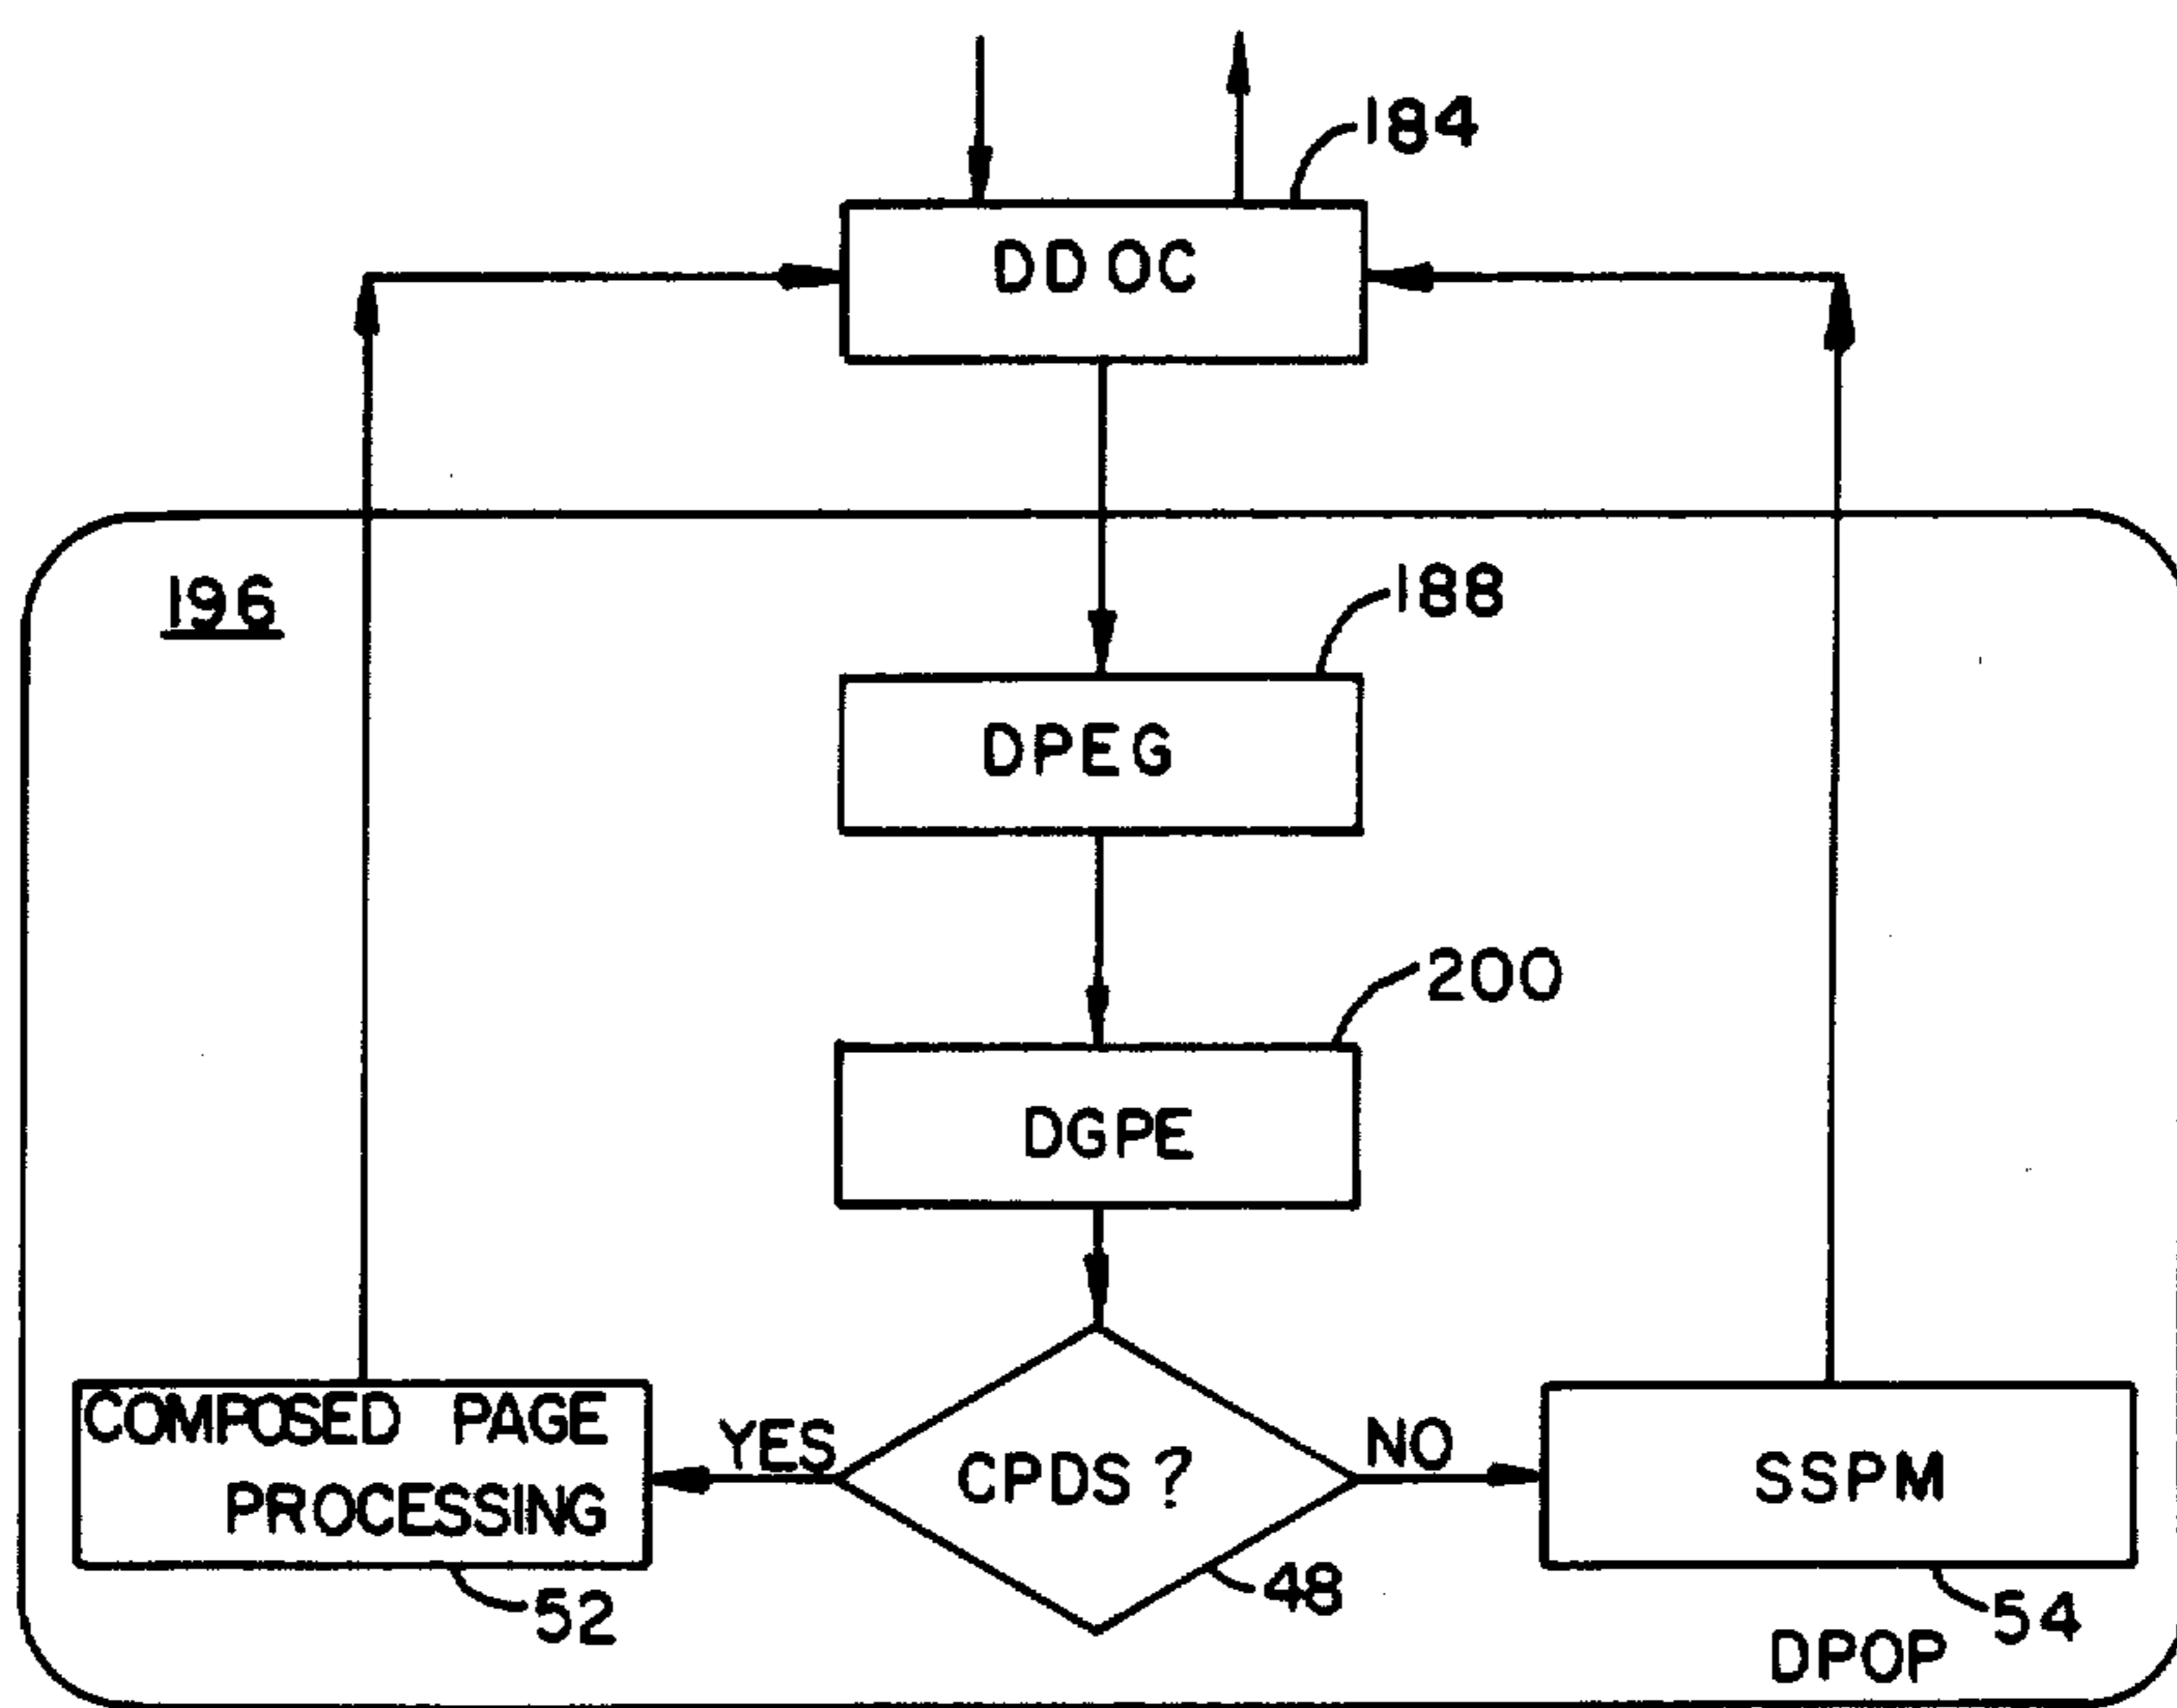 184
DDOC
196
188
DPEG
200
DGPE
COMPOSED PAGE
PROCESSING
YES
CPDS?
NO
SSPM
52
48
54
DPOP